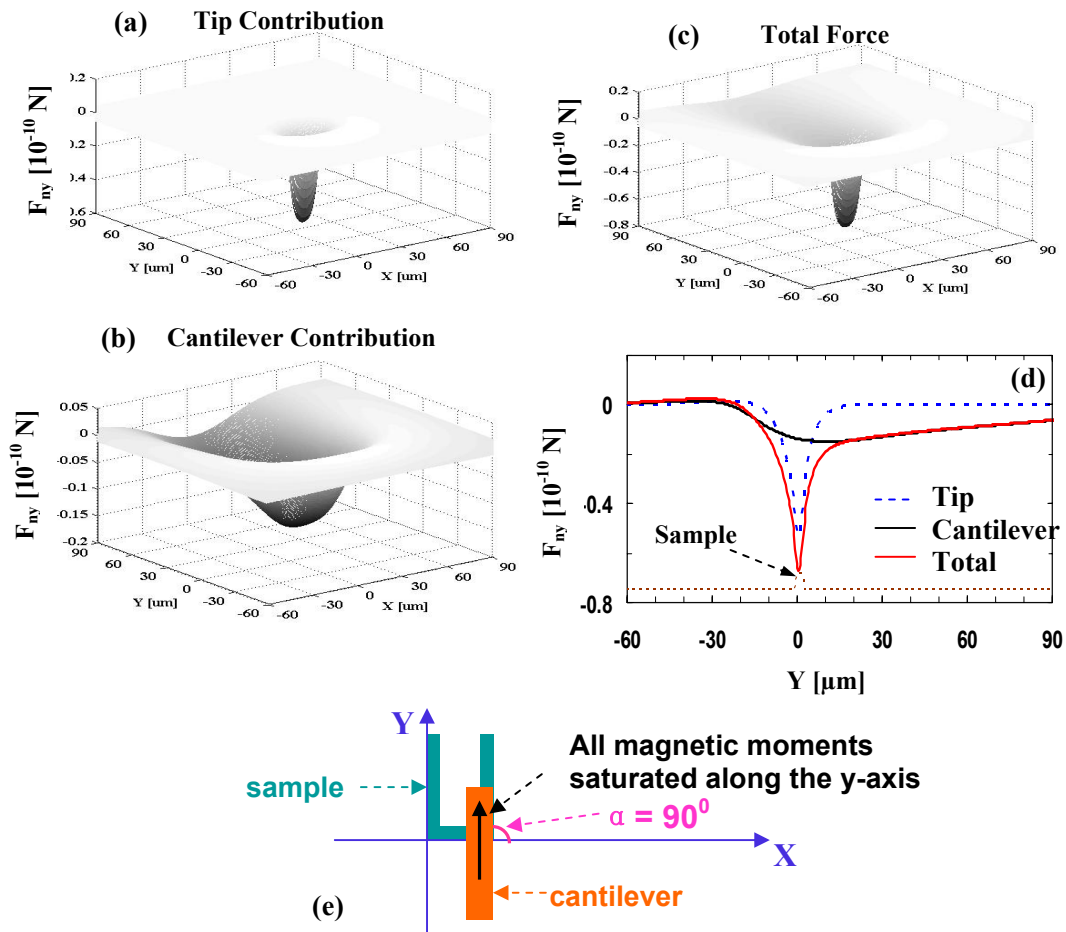 (a)
Tip Contribution
).2
0
0.2
0.4
).6
F_ny [10^-10 N]
90
60
30
0
-30
-60
Y [um]
-60
-30
0
30
60
90
X [um]
(c)
Total Force
0.2
0
-0.2
-0.4
-0.6
-0.8
F_ny [10^-10 N]
90
60
30
0
-30
-60
Y [um]
-60
-30
0
30
60
90
X [um]
(b)
Cantilever Contribution
0.05
0
-0.05
-0.1
-0.15
-0.2
F_ny [10^-10 N]
90
60
30
0
-30
-60
Y [um]
-60
-30
0
30
60
90
X [um]
(d)
0
-0.4
-0.8
F_ny [10^-10 N]
Tip
Cantilever
Total
Sample
-60
-30
0
30
60
90
Y [µm]
Y
All magnetic moments
saturated along the y-axis
sample
α = 90^0
X
cantilever
(e)